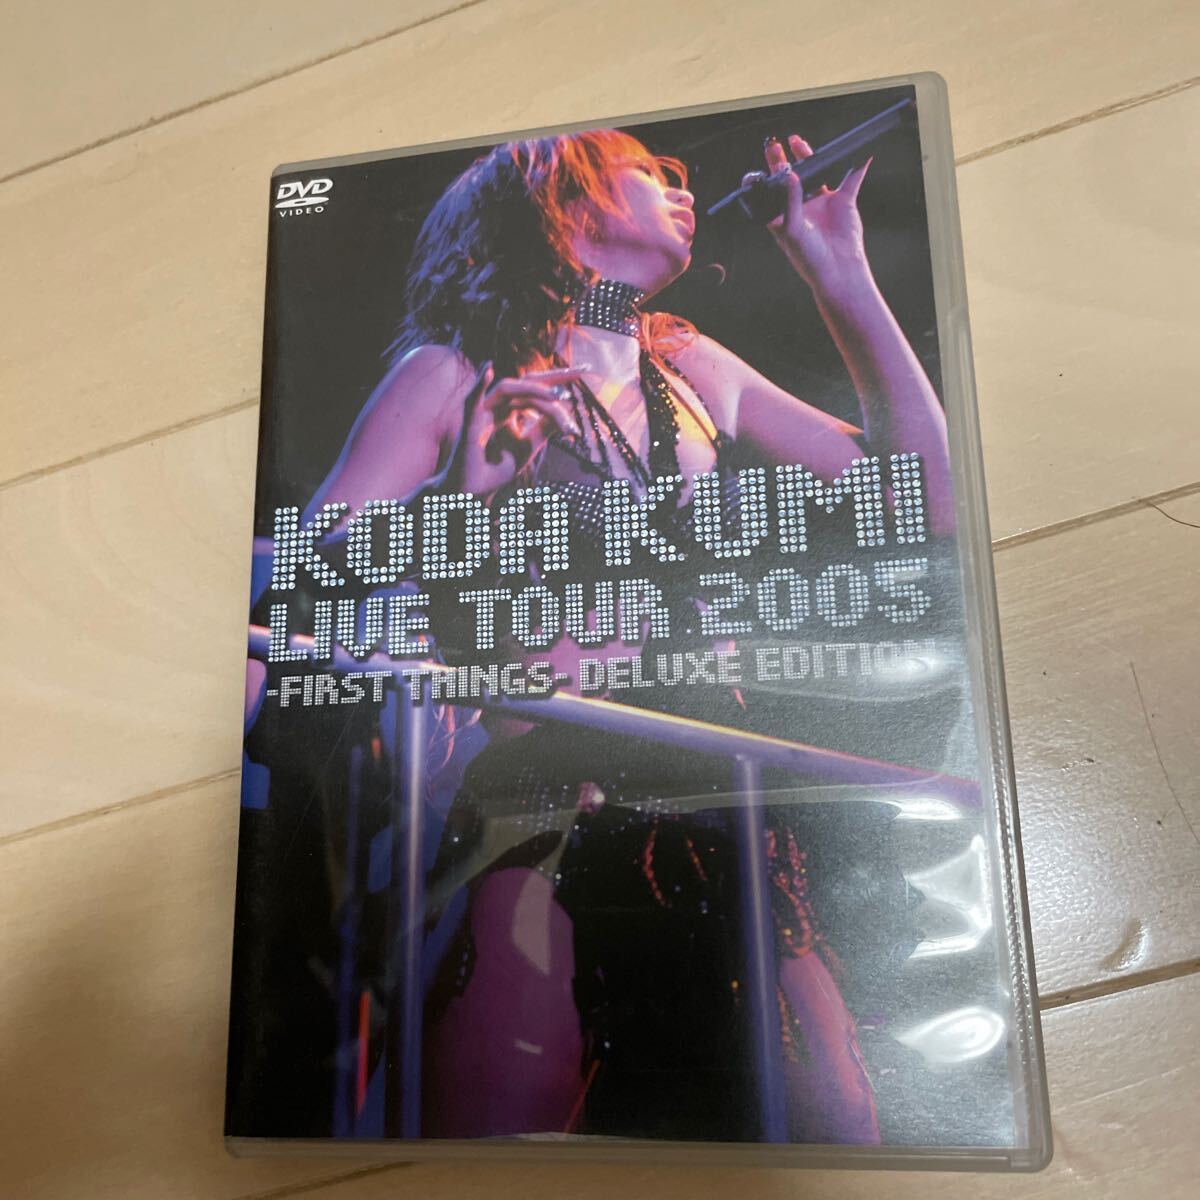 DVD
VIDEO
KODA KUMI
LIVE TOUR 2005
-FIRST THINGS- DELUXE EDITION